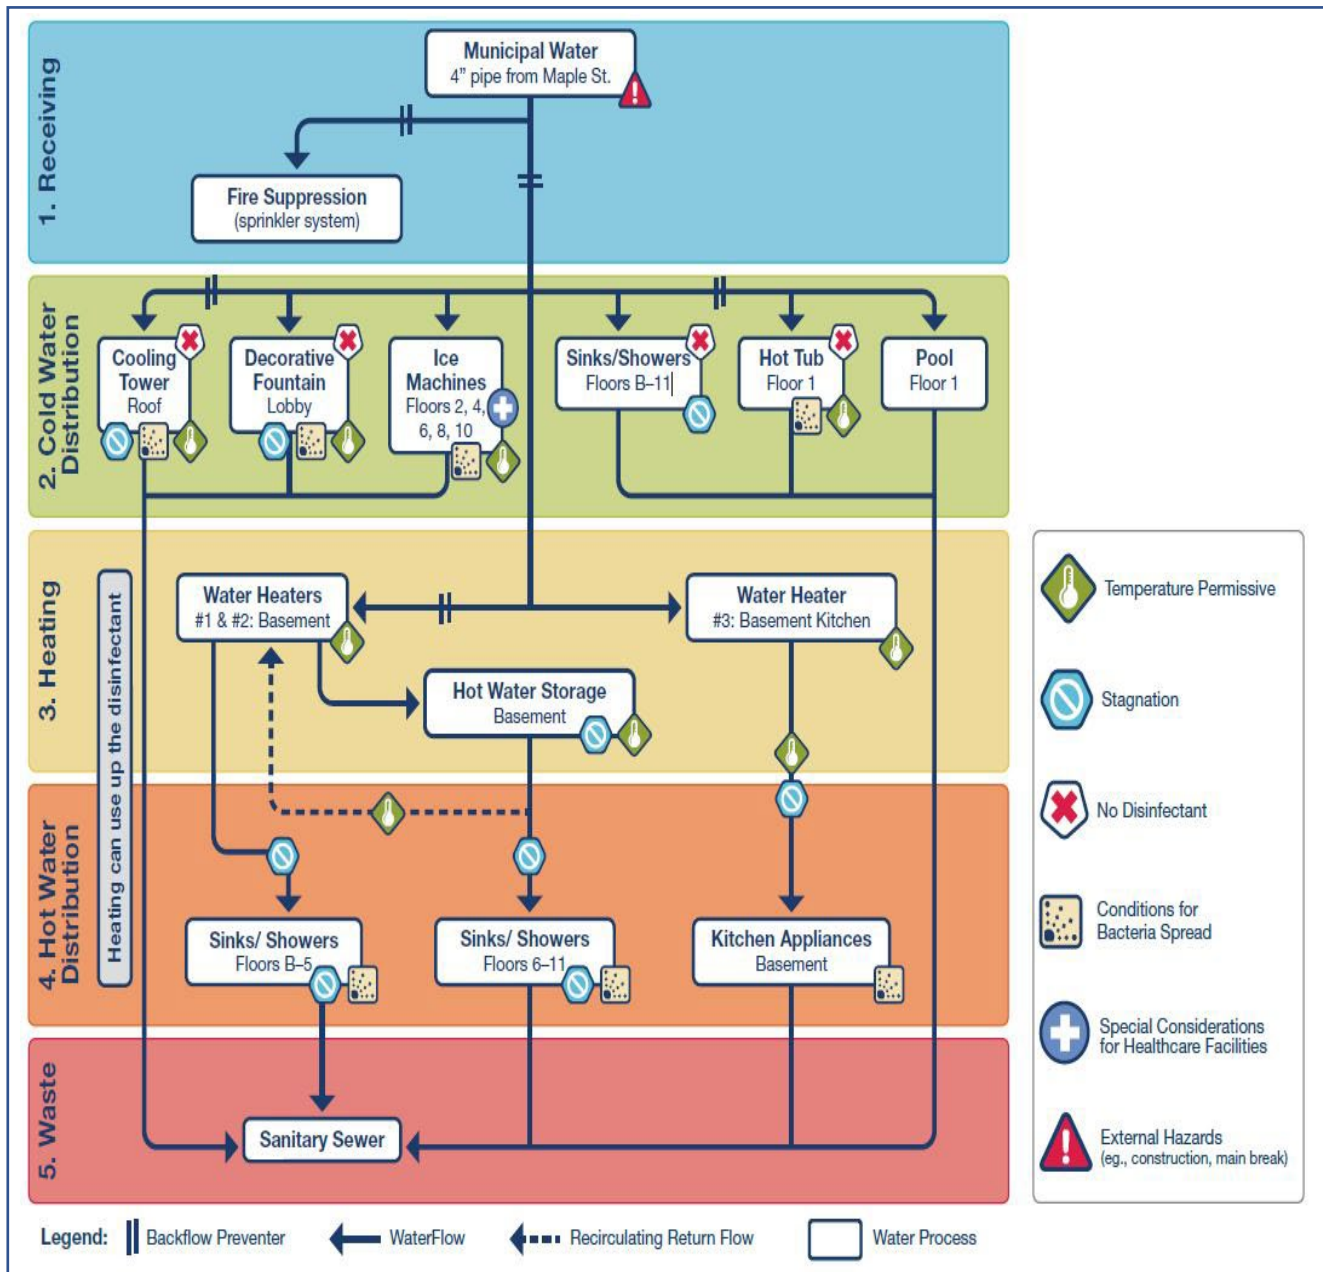 1. Receiving
Municipal Water
4” pipe from Maple St.
Fire Suppression
(sprinkler system)
2. Cold Water
Distribution
Cooling
Tower
Roof
Decorative
Fountain
Lobby
Ice
Machines
Floors 2, 4,
6, 8, 10
Sinks/Showers
Floors B–11
Hot Tub
Floor 1
Pool
Floor 1
3. Heating
Heating can use up the disinfectant
Water Heaters
#1 & #2: Basement
Water Heater
#3: Basement Kitchen
Hot Water Storage
Basement
4. Hot Water
Distribution
Sinks/ Showers
Floors B–5
Sinks/ Showers
Floors 6–11
Kitchen Appliances
Basement
5. Waste
Sanitary Sewer
Temperature Permissive
Stagnation
No Disinfectant
Conditions for
Bacteria Spread
Special Considerations
for Healthcare Facilities
External Hazards
(eg., construction, main break)
Legend: Backflow Preventer WaterFlow Recirculating Return Flow Water Process